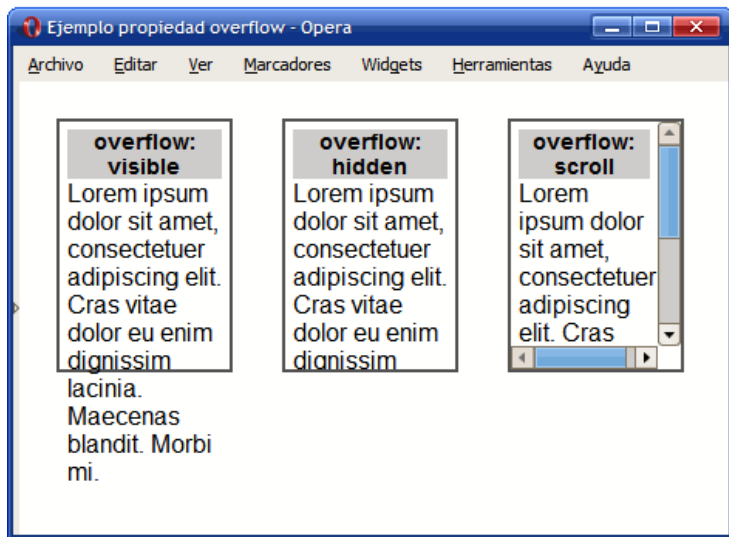 Ejemplo propiedad overflow - Opera
Archivo Editar Ver Marcadores Widgets Herramientas Ayuda
overflow:
visible
Lorem ipsum
dolor sit amet,
consectetuer
adipiscing elit.
Cras vitae
dolor eu enim
dignissim
lacinia.
Maecenas
blandit. Morbi
mi.
overflow:
hidden
Lorem ipsum
dolor sit amet,
consectetuer
adipiscing elit.
Cras vitae
dolor eu enim
dignissim
overflow:
scroll
Lorem
ipsum dolor
sit amet,
consectetuer
adipiscing
elit. Cras